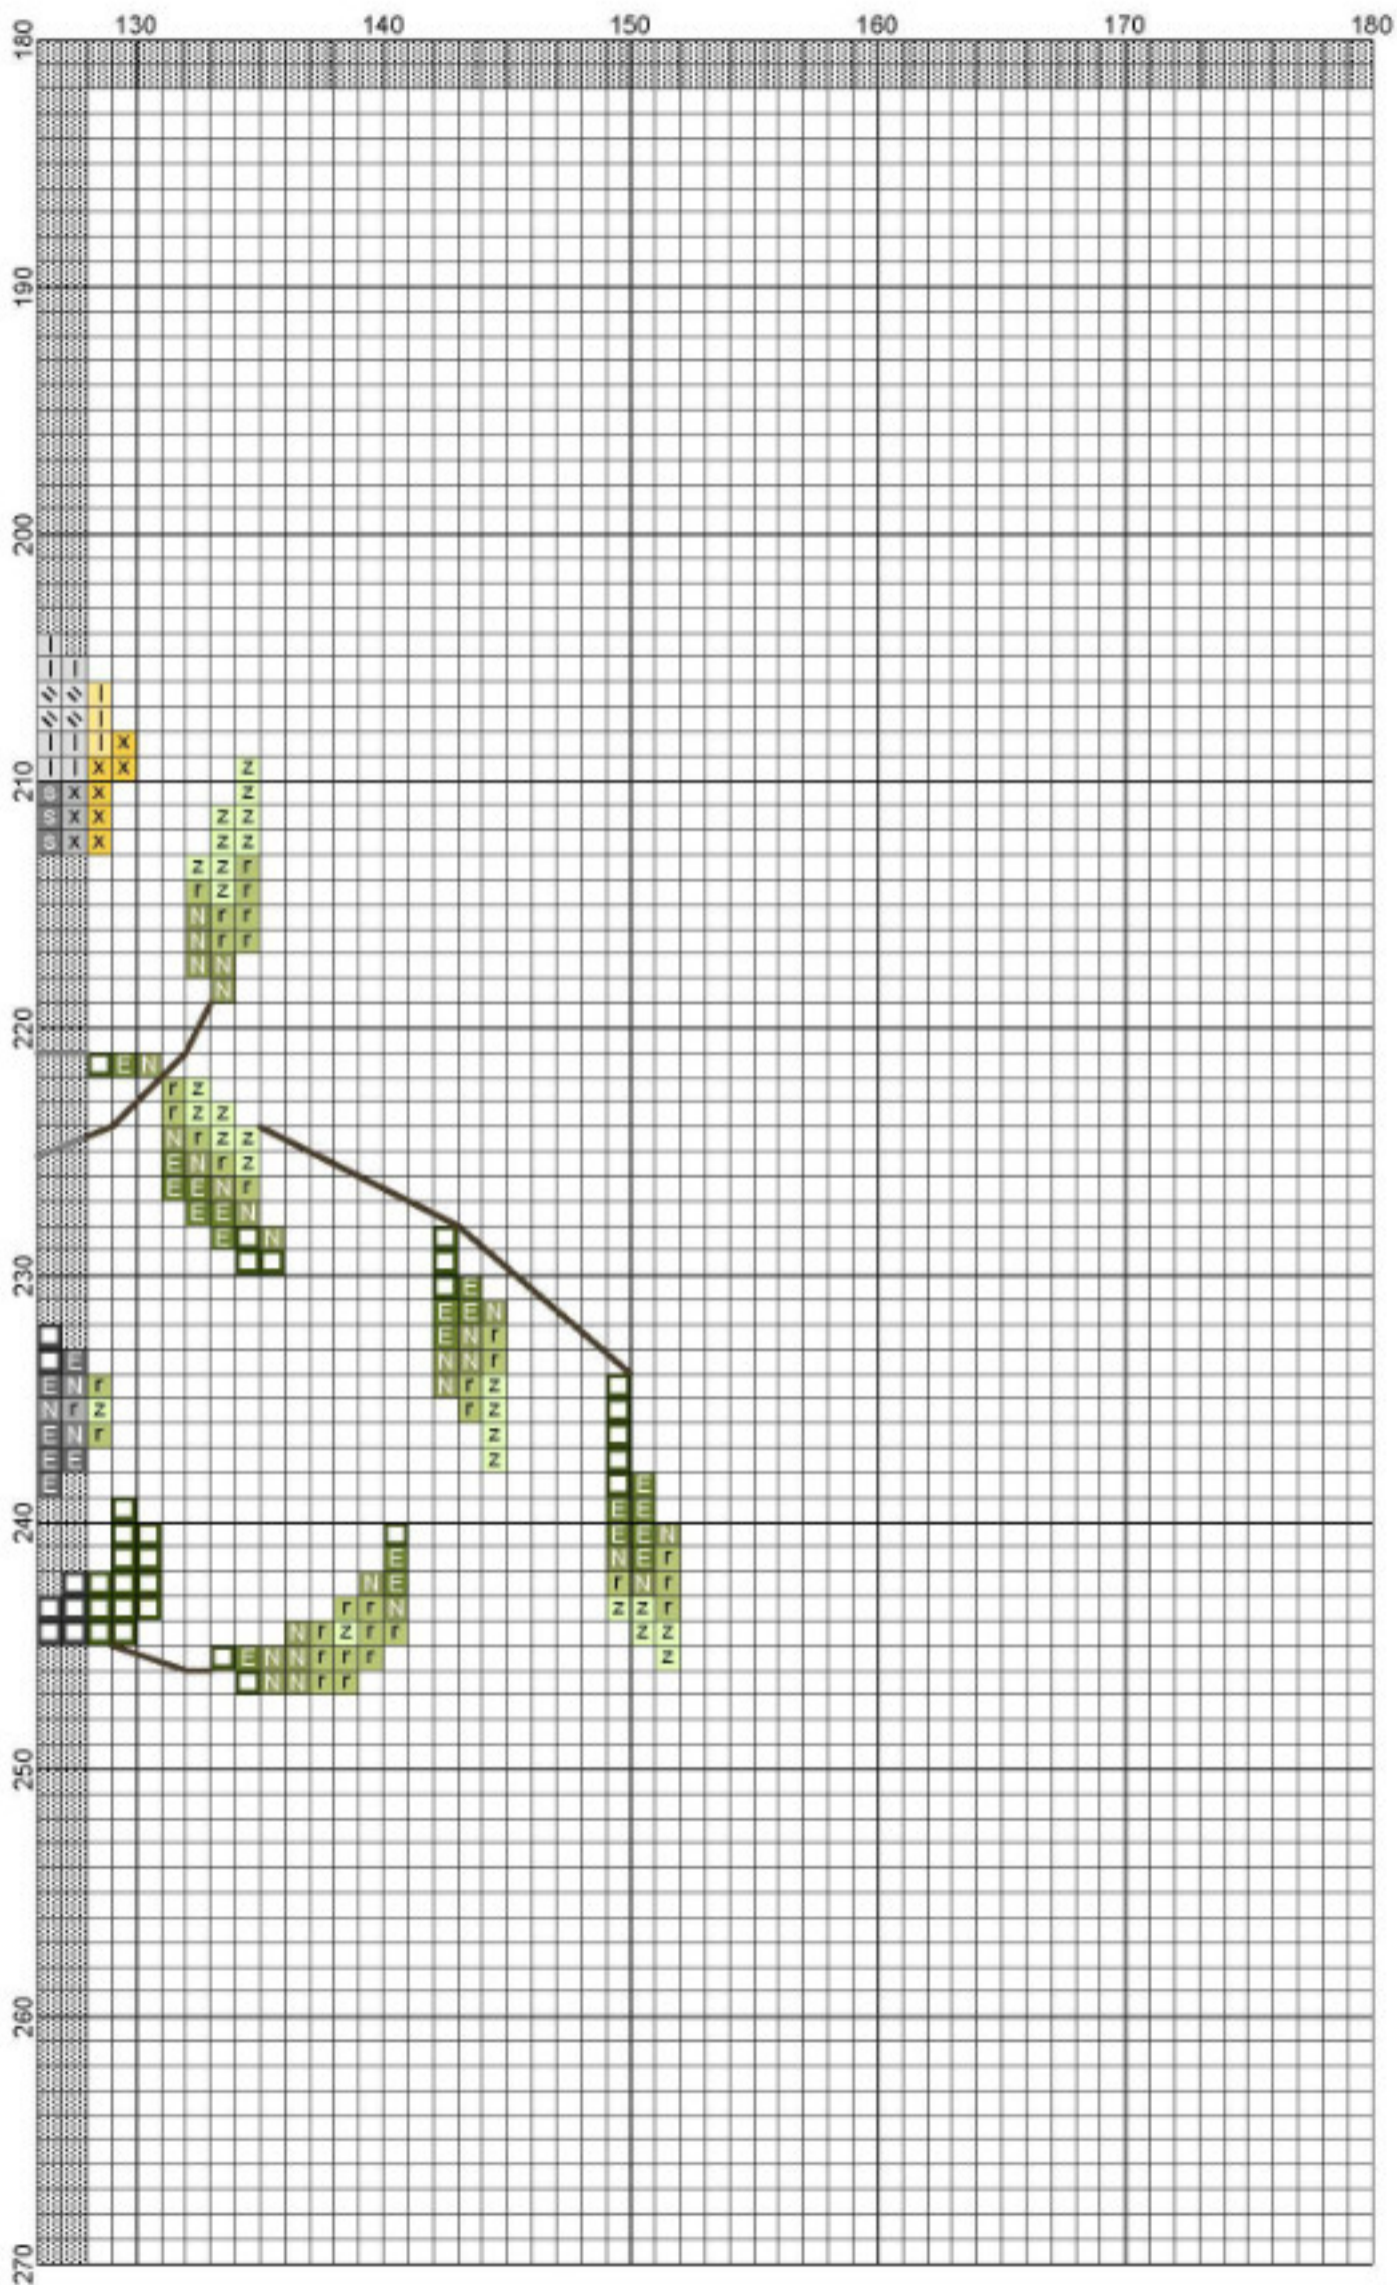 130 140 150 160 170 180
180
190
200
I
I I
I
I
I I I x
I I x x z
210
s x x z
s x x z z
s x x z z
z z r
r z r
N r r
N r r
N N
N
220
E N
r z
r z z
N r z z
E N r z
E E N r
E E N
E N
230
E
E E N
E N r
E N N r
E N r N r z
N r z r z
E N r z
E E z
E E
E
240
E E N
E N E r
N E r N r
r r N z z r
N r z r r z z
E N N r r r z
N N r r
250
260
270